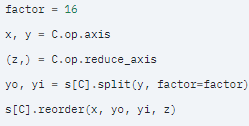 factor = 16
x, y = C.op.axis
(z,) = C.op.reduce_axis
yo, yi = s[C].split(y, factor=factor)
s[C].reorder(x, yo, yi, z)